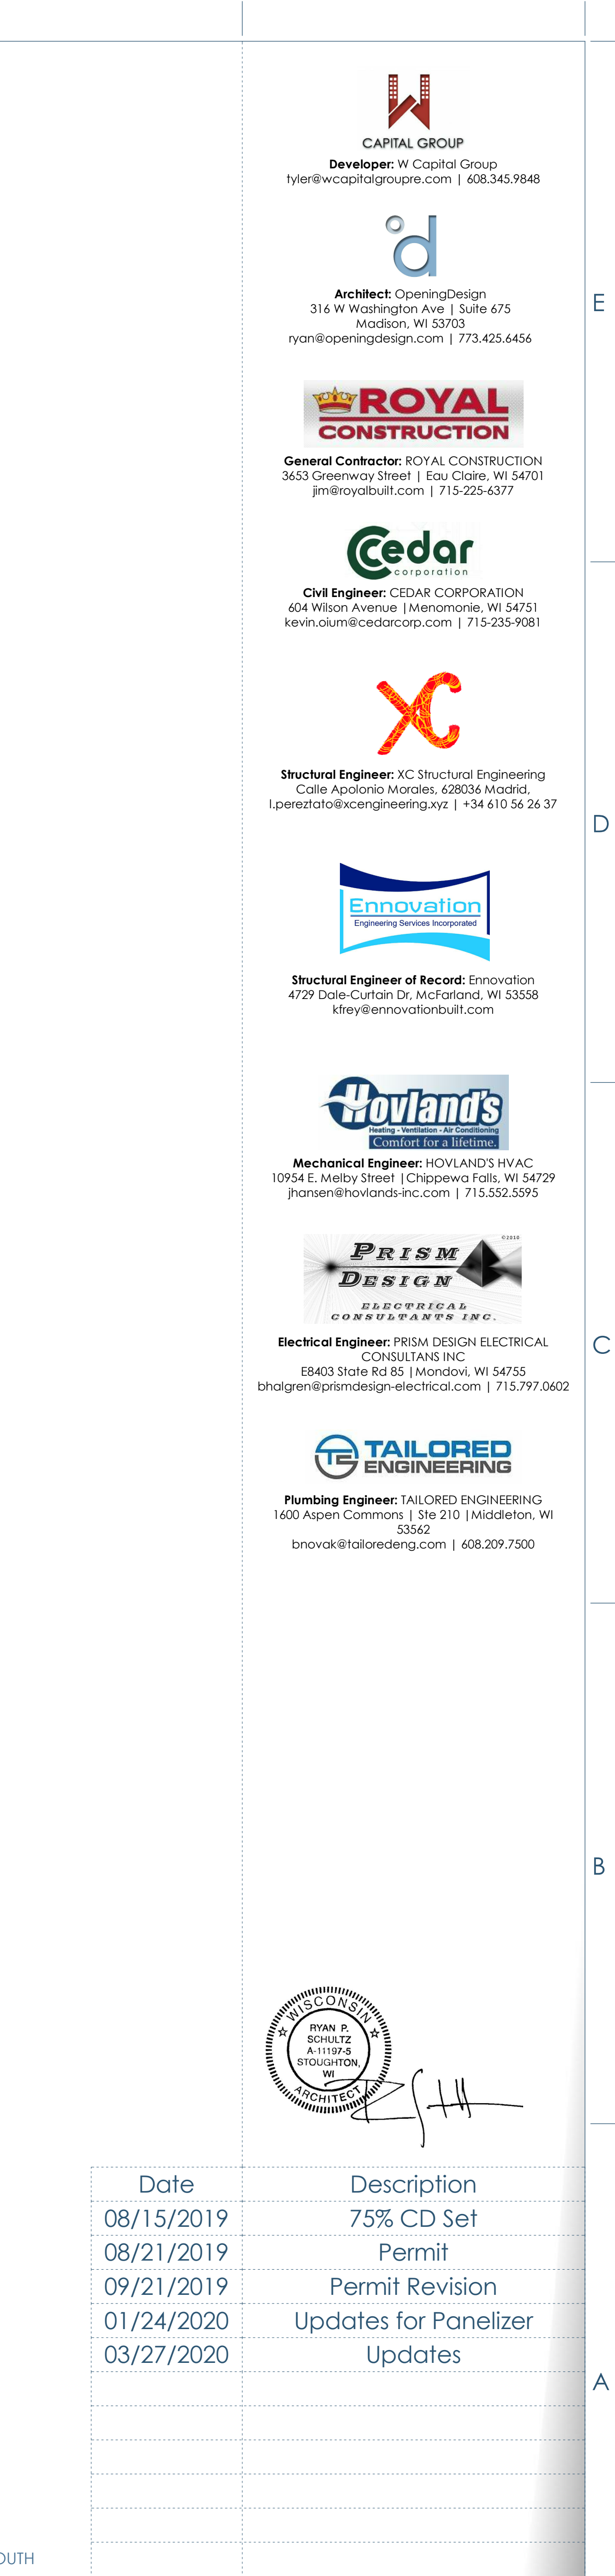 CAPITAL GROUP
Developer: W Capital Group
tyler@wcapitalgroupre.com | 608.345.9848
Architect: OpeningDesign
316 W Washington Ave | Suite 675
Madison, WI 53703
ryan@openingdesign.com | 773.425.6456
E
ROYAL
CONSTRUCTION
General Contractor: ROYAL CONSTRUCTION
3653 Greenway Street | Eau Claire, WI 54701
jim@royalbuilt.com | 715-225-6377
Cedar
corporation
Civil Engineer: CEDAR CORPORATION
604 Wilson Avenue |Menomonie, WI 54751
kevin.oium@cedarcorp.com | 715-235-9081
XC
Structural Engineer: XC Structural Engineering
Calle Apolonio Morales, 628036 Madrid,
l.pereztato@xcengineering.xyz | +34 610 56 26 37
D
Ennovation
Engineering Services Incorporated
Structural Engineer of Record: Ennovation
4729 Dale-Curtain Dr, McFarland, WI 53558
kfrey@ennovationbuilt.com
Hovland's
Heating - Ventilation - Air Conditioning
Comfort for a lifetime.
Mechanical Engineer: HOVLAND'S HVAC
10954 E. Melby Street |Chippewa Falls, WI 54729
jhansen@hovlands-inc.com | 715.552.5595
©2010
PRISM
DESIGN
ELECTRICAL
CONSULTANTS INC.
Electrical Engineer: PRISM DESIGN ELECTRICAL
CONSULTANS INC
E8403 State Rd 85 |Mondovi, WI 54755
bhalgren@prismdesign-electrical.com | 715.797.0602
C
TAILORED
ENGINEERING
Plumbing Engineer: TAILORED ENGINEERING
1600 Aspen Commons | Ste 210 |Middleton, WI
53562
bnovak@tailoredeng.com | 608.209.7500
B
WISCONSIN
RYAN P.
SCHULTZ
A-11197-5
STOUGHTON,
WI
ARCHITECT
Date Description
08/15/2019 75% CD Set
08/21/2019 Permit
09/21/2019 Permit Revision
01/24/2020 Updates for Panelizer
03/27/2020 Updates
A
OUTH